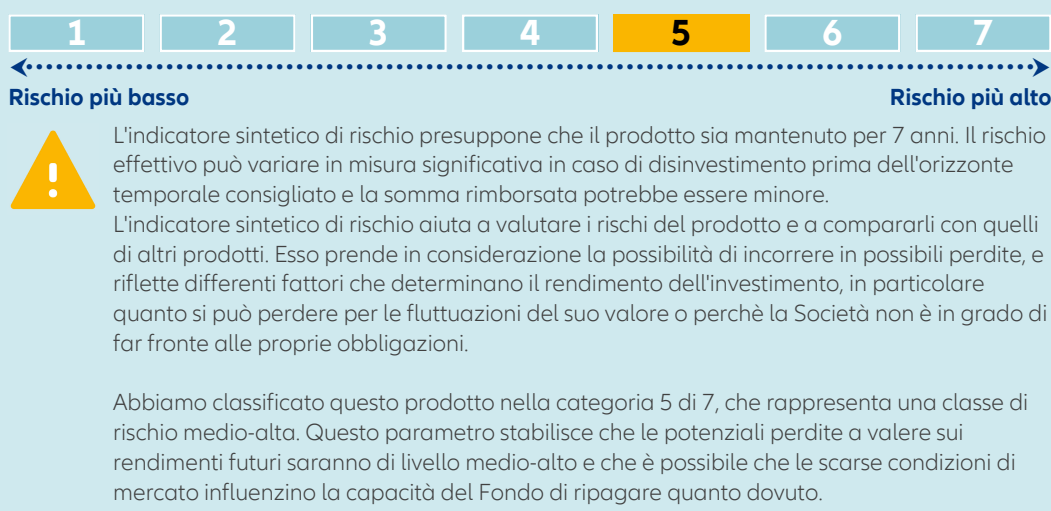 1 2 3 4 5 6 7
Rischio più basso Rischio più alto
L'indicatore sintetico di rischio presuppone che il prodotto sia mantenuto per 7 anni. Il rischio
effettivo può variare in misura significativa in caso di disinvestimento prima dell'orizzonte
temporale consigliato e la somma rimborsata potrebbe essere minore.
L'indicatore sintetico di rischio aiuta a valutare i rischi del prodotto e a compararli con quelli
di altri prodotti. Esso prende in considerazione la possibilità di incorrere in possibili perdite, e
riflette differenti fattori che determinano il rendimento dell'investimento, in particolare
quanto si può perdere per le fluttuazioni del suo valore o perchè la Società non è in grado di
far fronte alle proprie obbligazioni.
Abbiamo classificato questo prodotto nella categoria 5 di 7, che rappresenta una classe di
rischio medio-alta. Questo parametro stabilisce che le potenziali perdite a valere sui
rendimenti futuri saranno di livello medio-alto e che è possibile che le scarse condizioni di
mercato influenzino la capacità del Fondo di ripagare quanto dovuto.